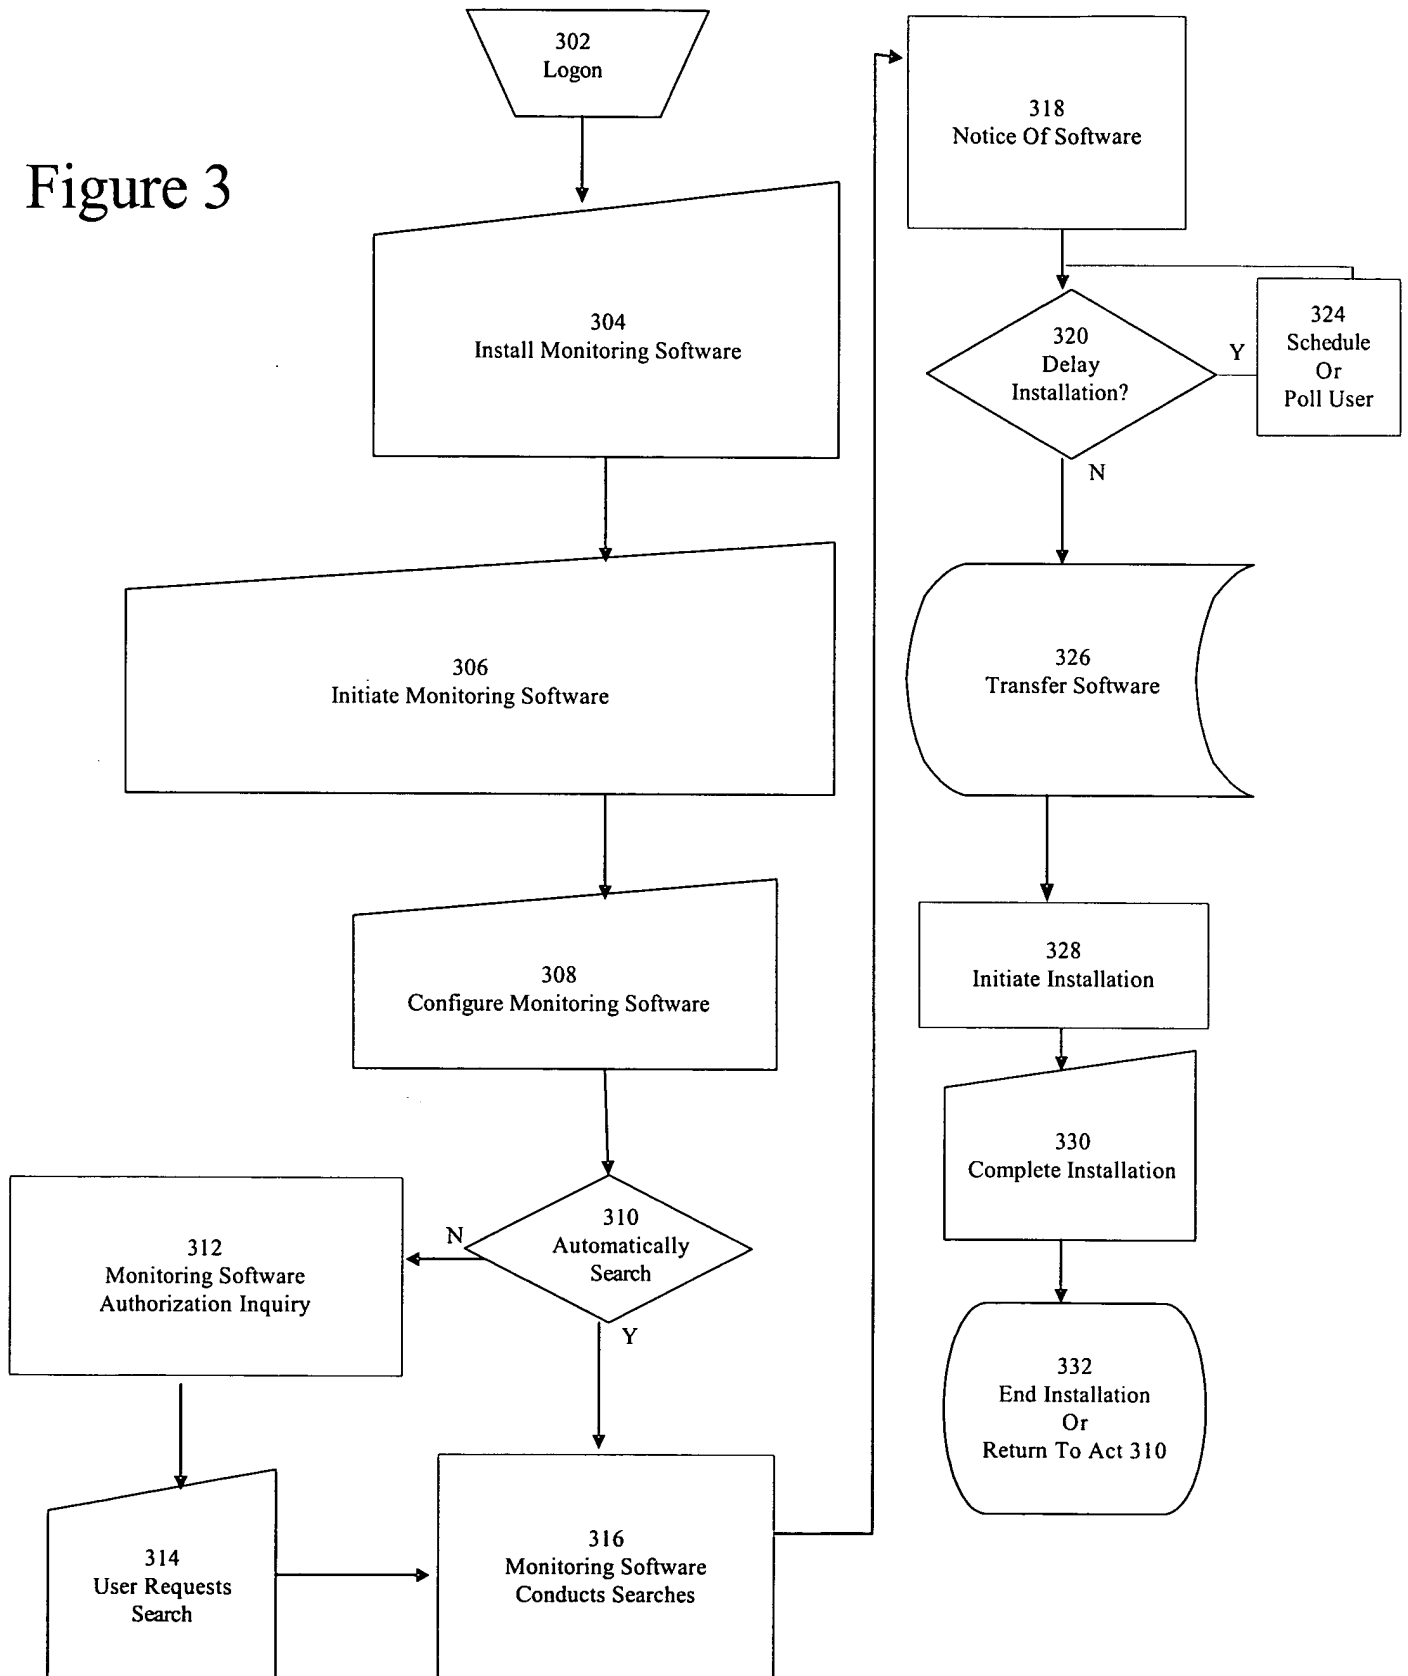 Figure 3
302
Logon
304
Install Monitoring Software
306
Initiate Monitoring Software
308
Configure Monitoring Software
310
Automatically
Search
N
Y
312
Monitoring Software
Authorization Inquiry
314
User Requests
Search
316
Monitoring Software
Conducts Searches
318
Notice Of Software
320
Delay
Installation?
Y
N
324
Schedule
Or
Poll User
326
Transfer Software
328
Initiate Installation
330
Complete Installation
332
End Installation
Or
Return To Act 310